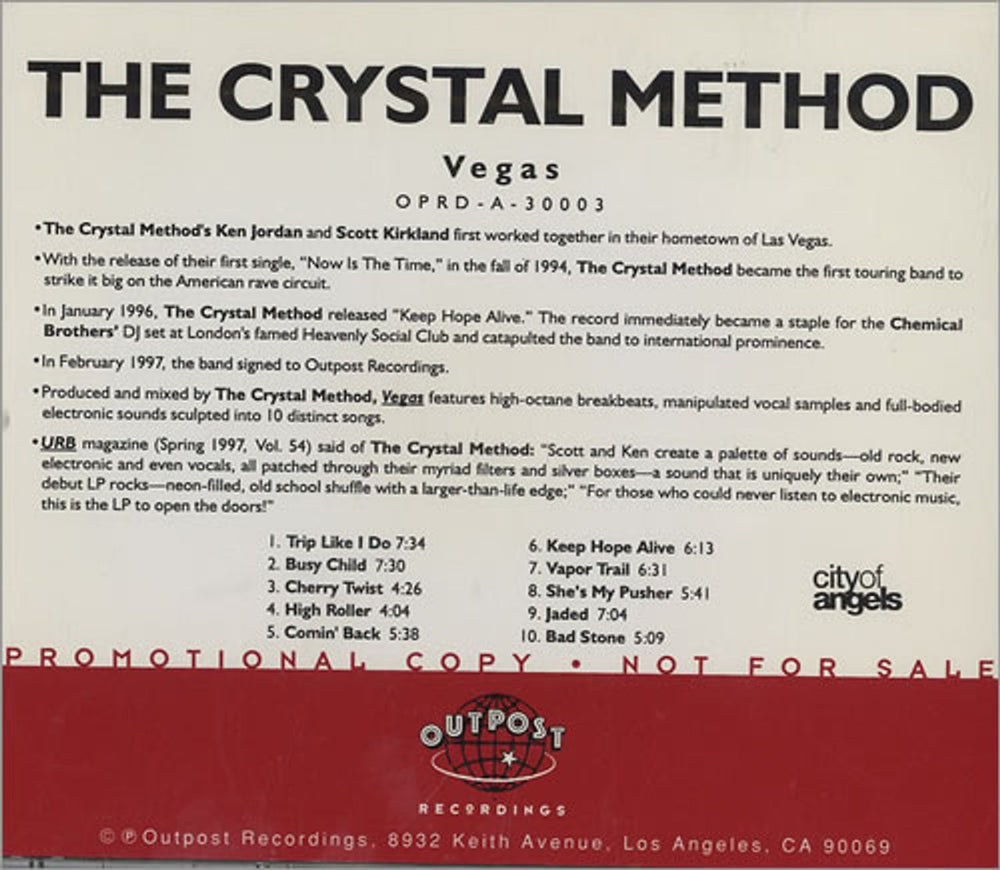 THE CRYSTAL METHOD
Vegas
OPRD-A-30003
•The Crystal Method's Ken Jordan and Scott Kirkland first worked together in their hometown of Las Vegas.
•With the release of their first single, "Now Is The Time," in the fall of 1994, The Crystal Method became the first touring band to
strike it big on the American rave circuit.
•In January 1996, The Crystal Method released "Keep Hope Alive." The record immediately became a staple for the Chemical
Brothers' DJ set at London's famed Heavenly Social Club and catapulted the band to international prominence.
•In February 1997, the band signed to Outpost Recordings.
•Produced and mixed by The Crystal Method, Vegas features high-octane breakbeats, manipulated vocal samples and full-bodied
electronic sounds sculpted into 10 distinct songs.
•URB magazine (Spring 1997, Vol. 54) said of The Crystal Method: "Scott and Ken create a palette of sounds—old rock, new
electronic and even vocals, all patched through their myriad filters and silver boxes—a sound that is uniquely their own;" "Their
debut LP rocks—neon-filled, old school shuffle with a larger-than-life edge;" "For those who could never listen to electronic music,
this is the LP to open the doors!"
1. Trip Like I Do 7:34
2. Busy Child 7:30
3. Cherry Twist 4:26
4. High Roller 4:04
5. Comin' Back 5:38
6. Keep Hope Alive 6:13
7. Vapor Trail 6:31
8. She's My Pusher 5:41
9. Jaded 7:04
10. Bad Stone 5:09
cityof
angels
PROMOTIONAL COPY • NOT FOR SALE
OUTPOST
RECORDINGS
©℗Outpost Recordings, 8932 Keith Avenue, Los Angeles, CA 90069